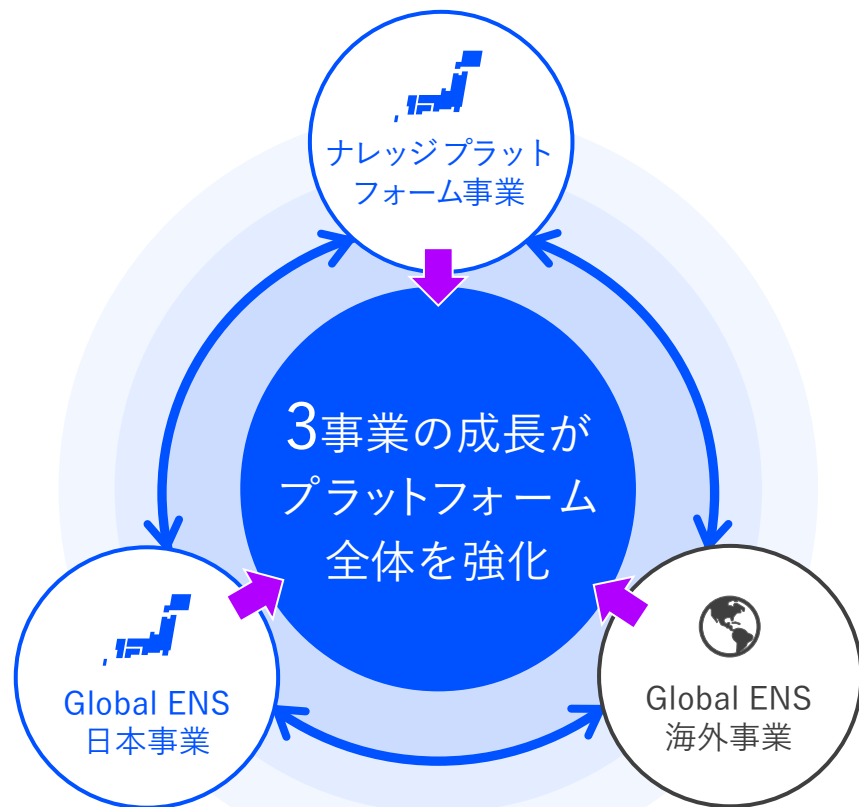 ナレッジ プラット
フォーム事業
3事業の成長が
プラットフォーム
全体を強化
Global ENS
日本事業
Global ENS
海外事業